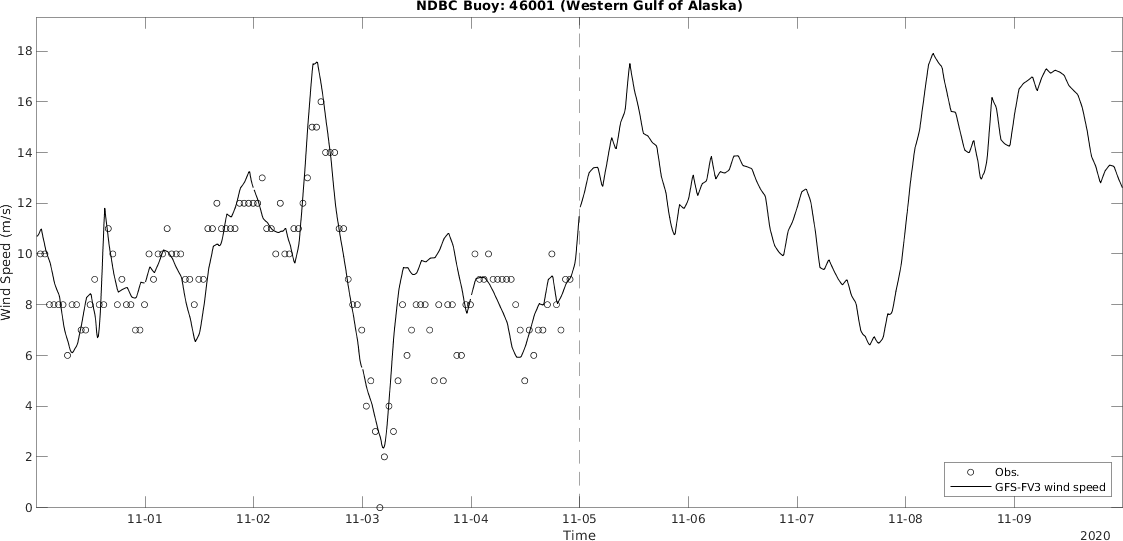 NDBC Buoy: 46001 (Western Gulf of Alaska)
18
16
14
12
10
8
6
4
2
0
Wind Speed (m/s)
Obs.
GFS-FV3 wind speed
11-01 11-02 11-03 11-04 11-05 11-06 11-07 11-08 11-09
Time
2020